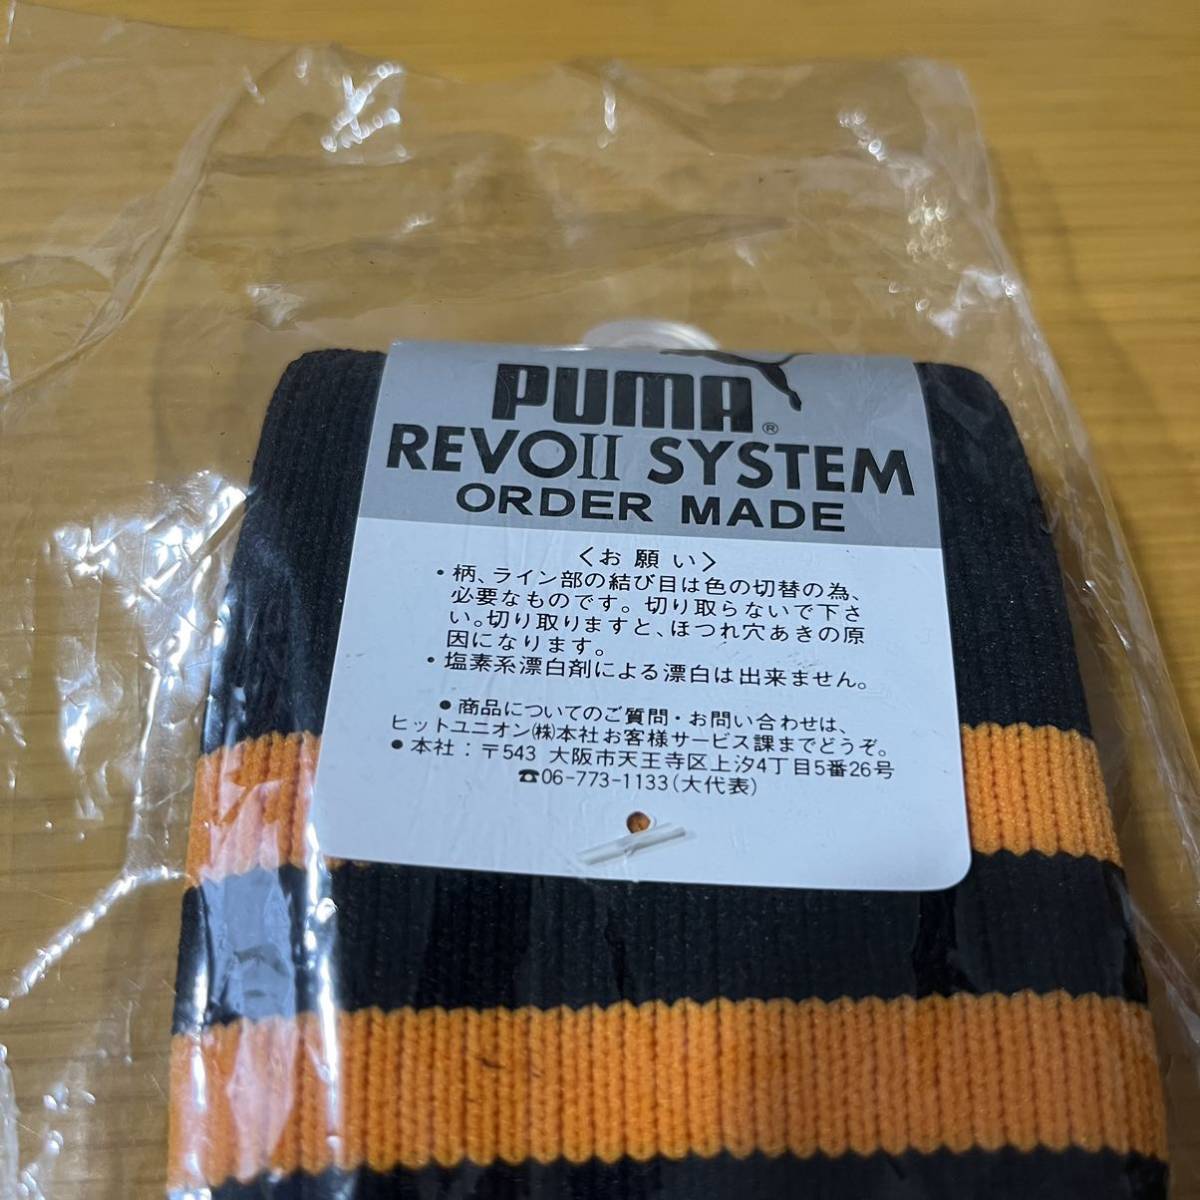 PUMA®
REVOII SYSTEM
ORDER MADE
〈お願い〉
・柄、ライン部の結び目は色の切替の為、
必要なものです。切り取らないで下さ
い。切り取りますと、ほつれ穴あきの原
因になります。
・塩素系漂白剤による漂白は出来ません。
●商品についてのご質問・お問い合わせは、
ヒットユニオン㈱本社お客様サービス課までどうぞ。
●本社：〒543 大阪市天王寺区上汐4丁目5番26号
☎06-773-1133(大代表)